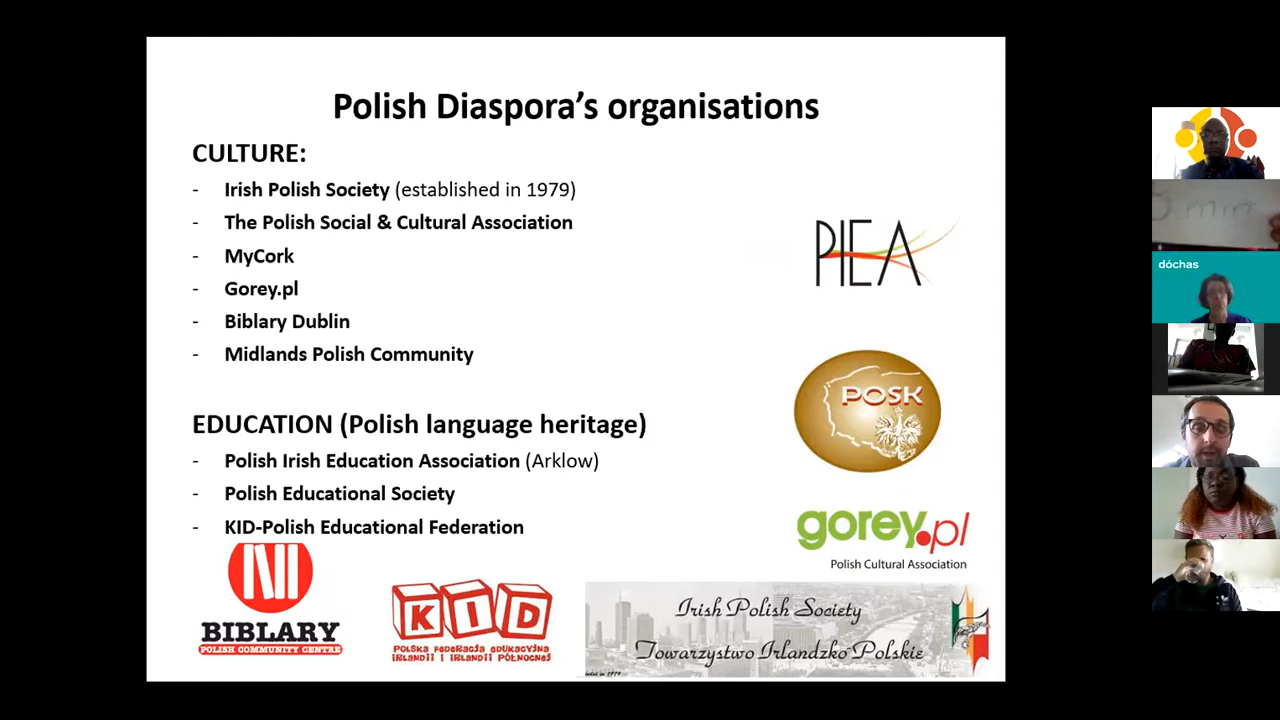 Polish Diaspora’s organisations
CULTURE:
- Irish Polish Society (established in 1979)
- The Polish Social & Cultural Association
- MyCork
- Gorey.pl
- Biblary Dublin
- Midlands Polish Community
EDUCATION (Polish language heritage)
- Polish Irish Education Association (Arklow)
- Polish Educational Society
- KID-Polish Educational Federation
PIEA
POSK
gorey.pl
Polish Cultural Association
BIBLARY
POLISH COMMUNITY CENTRE
KID
POLSKA FEDERACJA EDUKACYJNA
IRLANDII I IRLANDII PÓŁNOCNEJ
Irish Polish Society
Towarzystwo Irlandzko Polskie
in 1979
min
dóchas